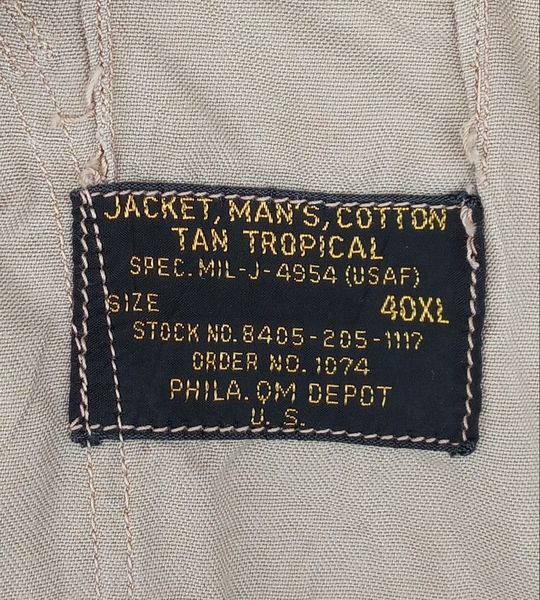 JACKET, MAN'S, COTTON
TAN TROPICAL
SPEC. MIL-J-4954 (USAF)
SIZE 40XL
STOCK NO. 8405-205-1117
ORDER NO. 1074
PHILA. QM DEPOT
U. S.